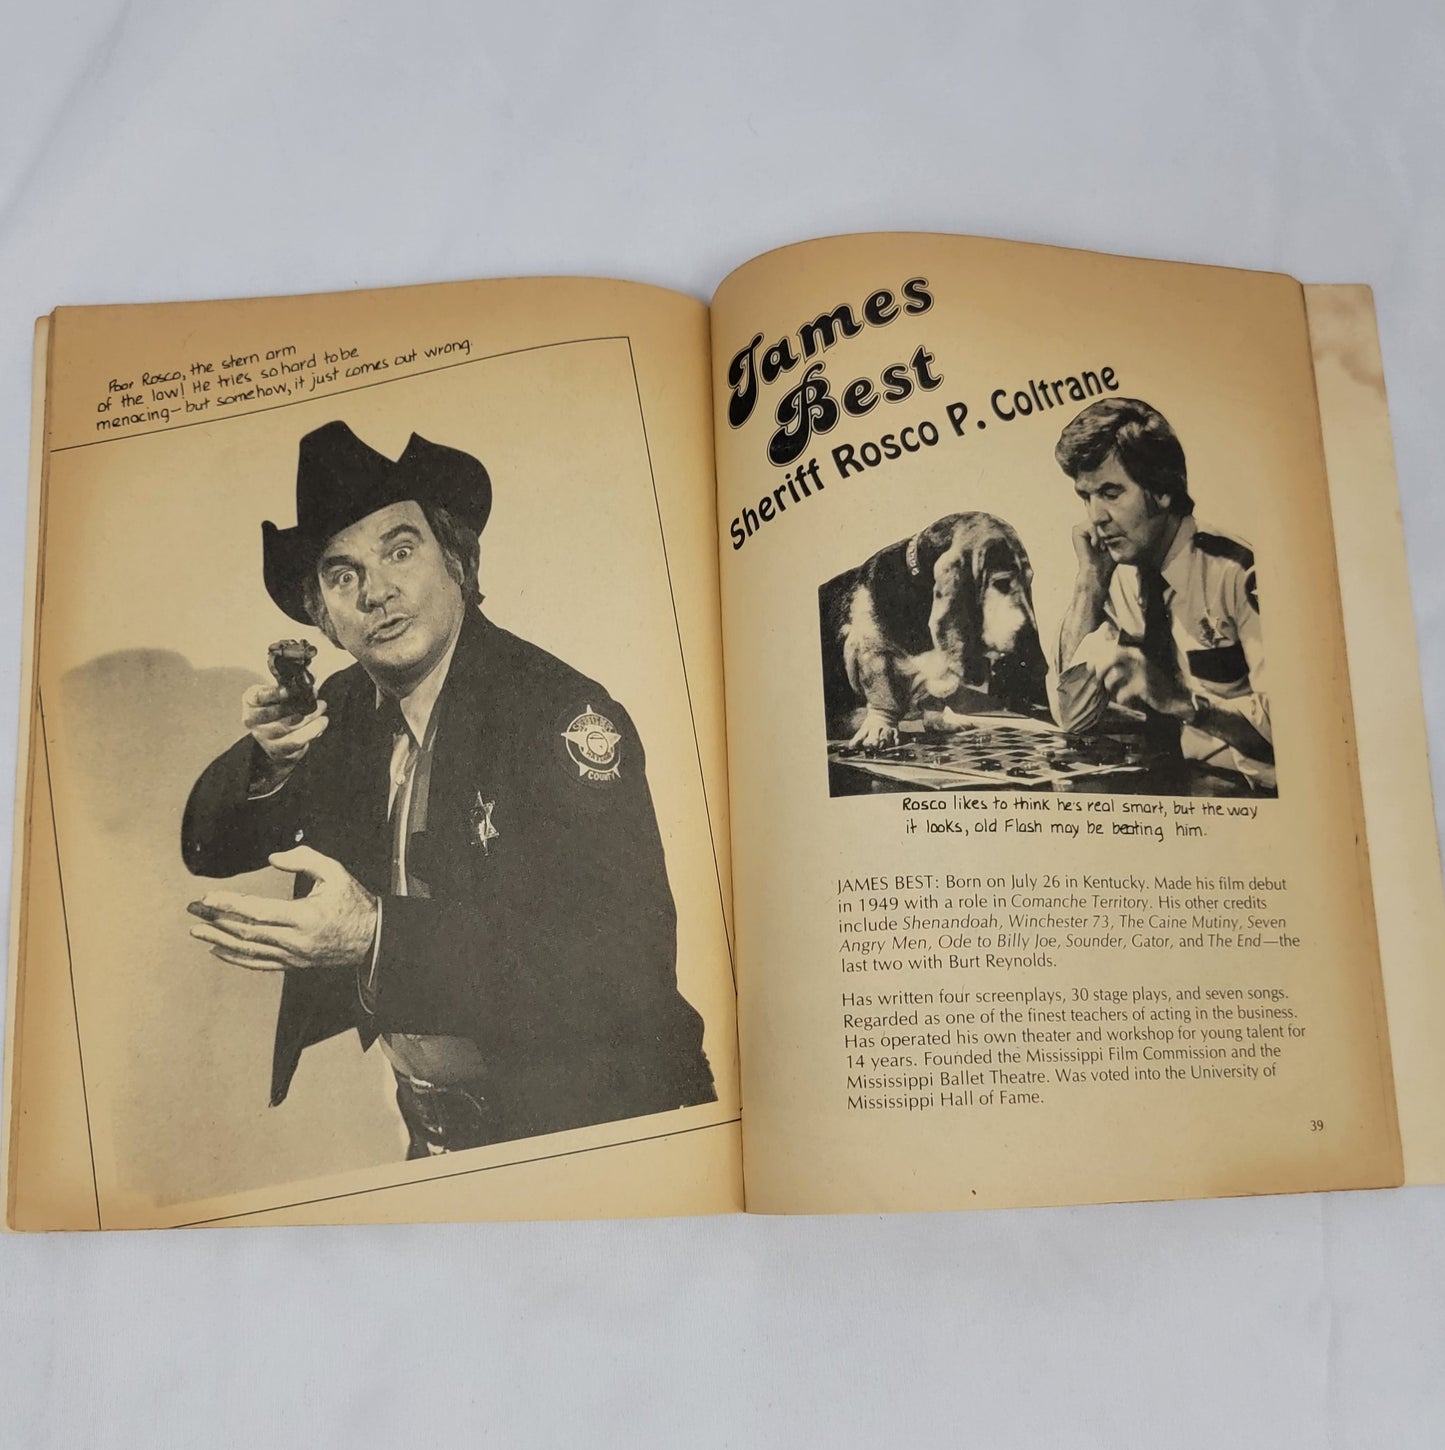 Poor Rosco, the stern arm
of the law! He tries so hard to be
menacing—but somehow, it just comes out wrong.
COUNTY
James
Best
Sheriff Rosco P. Coltrane
Rosco likes to think he's real smart, but the way
it looks, old Flash may be beating him.
JAMES BEST: Born on July 26 in Kentucky. Made his film debut
in 1949 with a role in Comanche Territory. His other credits
include Shenandoah, Winchester 73, The Caine Mutiny, Seven
Angry Men, Ode to Billy Joe, Sounder, Gator, and The End—the
last two with Burt Reynolds.
Has written four screenplays, 30 stage plays, and seven songs.
Regarded as one of the finest teachers of acting in the business.
Has operated his own theater and workshop for young talent for
14 years. Founded the Mississippi Film Commission and the
Mississippi Ballet Theatre. Was voted into the University of
Mississippi Hall of Fame.
39